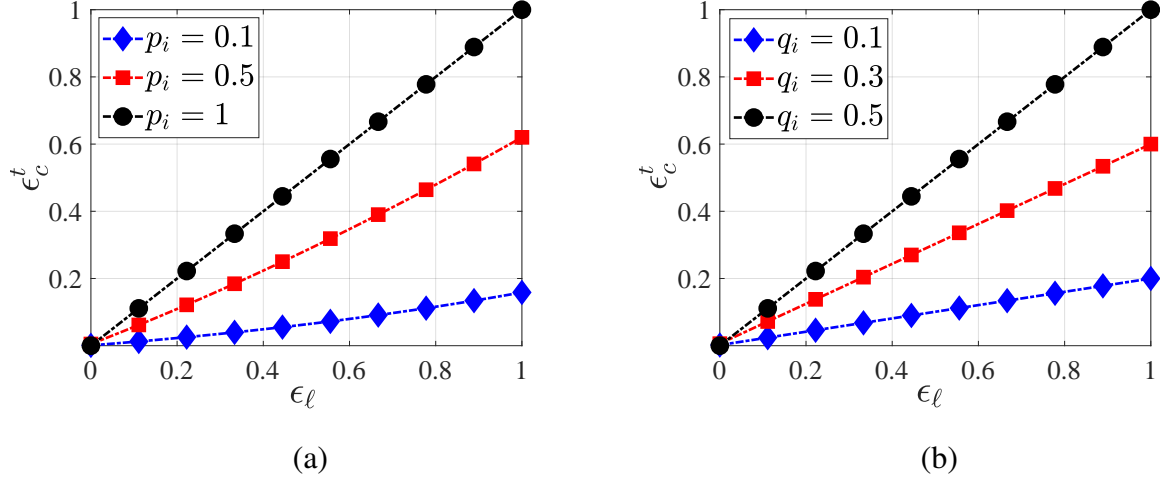 1
0.8
0.6
0.4
0.2
0 0.2 0.4 0.6 0.8 1
ϵ_c^t
ϵ_ℓ
p_i = 0.1
p_i = 0.5
p_i = 1
(a)
1
0.8
0.6
0.4
0.2
0 0.2 0.4 0.6 0.8 1
ϵ_c^t
ϵ_ℓ
q_i = 0.1
q_i = 0.3
q_i = 0.5
(b)